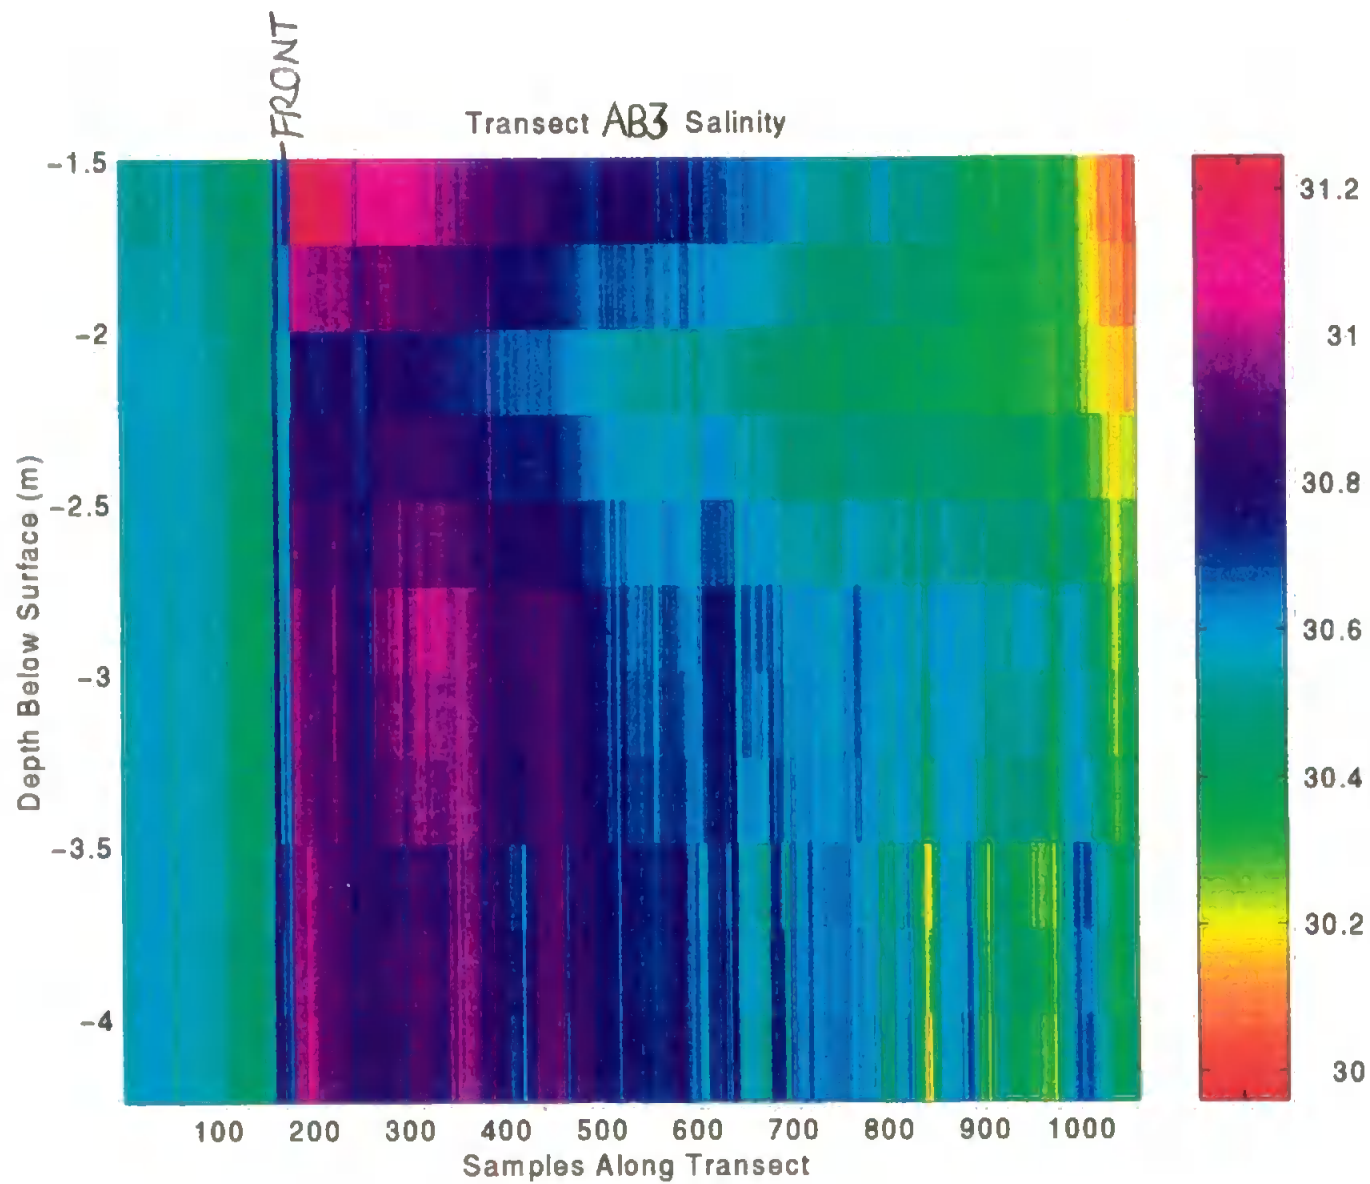 FRONT
Transect AB3 Salinity
-1.5
-2
-2.5
-3
-3.5
-4
Depth Below Surface (m)
100 200 300 400 500 600 700 800 900 1000
Samples Along Transect
31.2
31
30.8
30.6
30.4
30.2
30